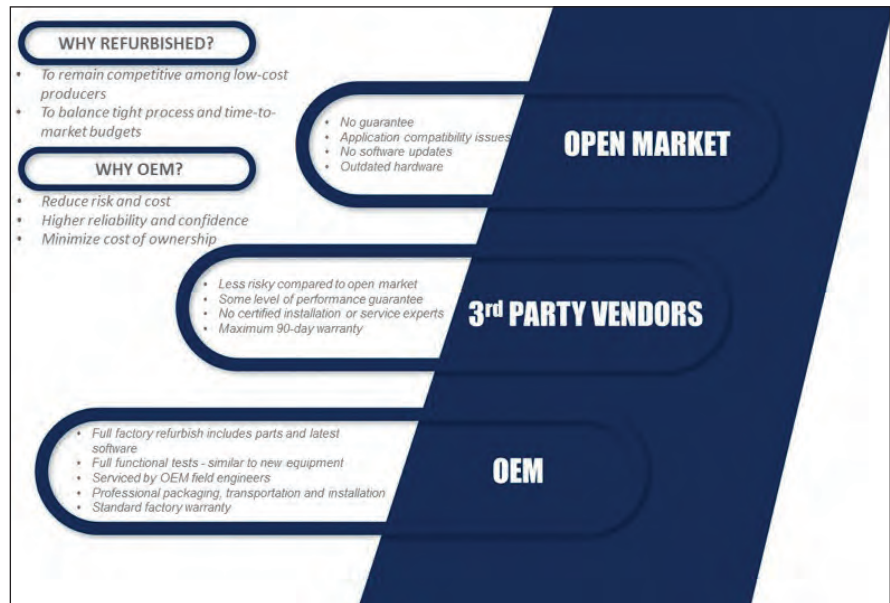 WHY REFURBISHED?
• To remain competitive among low-cost
producers
• To balance tight process and time-to-
market budgets
WHY OEM?
• Reduce risk and cost
• Higher reliability and confidence
• Minimize cost of ownership
• No guarantee
• Application compatibility issues
• No software updates
• Outdated hardware
OPEN MARKET
• Less risky compared to open market
• Some level of performance guarantee
• No certified installation or service experts
• Maximum 90-day warranty
3rd PARTY VENDORS
• Full factory refurbish includes parts and latest
software
• Full functional tests - similar to new equipment
• Serviced by OEM field engineers
• Professional packaging, transportation and installation
• Standard factory warranty
OEM